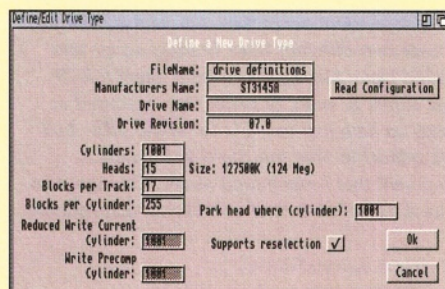 Define/Edit Drive Type
Define a New Drive Type
FileName: drive definitions
Manufacturers Name: ST3145A
Read Configuration
Drive Name:
Drive Revision: 07.0
Cylinders: 1001
Heads: 15 Size: 127500K (124 Meg)
Blocks per Track: 17
Blocks per Cylinder: 255
Park head where (cylinder): 1001
Reduced Write Current
Cylinder: 1001
Supports reselection
Ok
Write Precomp
Cylinder: 1001
Cancel